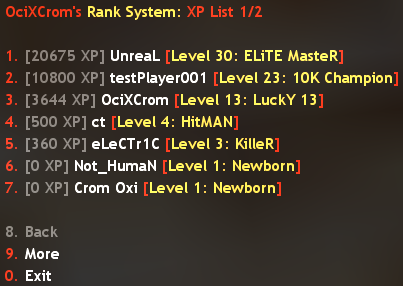 OciXCrom's Rank System: XP List 1/2
1. [20675 XP] UnreaL [Level 30: ELiTE MasteR]
2. [10800 XP] testPlayer001 [Level 23: 10K Champion]
3. [3644 XP] OciXCrom [Level 13: LuckY 13]
4. [500 XP] ct [Level 4: HitMAN]
5. [360 XP] eLeCTr1C [Level 3: KilleR]
6. [0 XP] Not_HumaN [Level 1: Newborn]
7. [0 XP] Crom Oxi [Level 1: Newborn]
8. Back
9. More
0. Exit